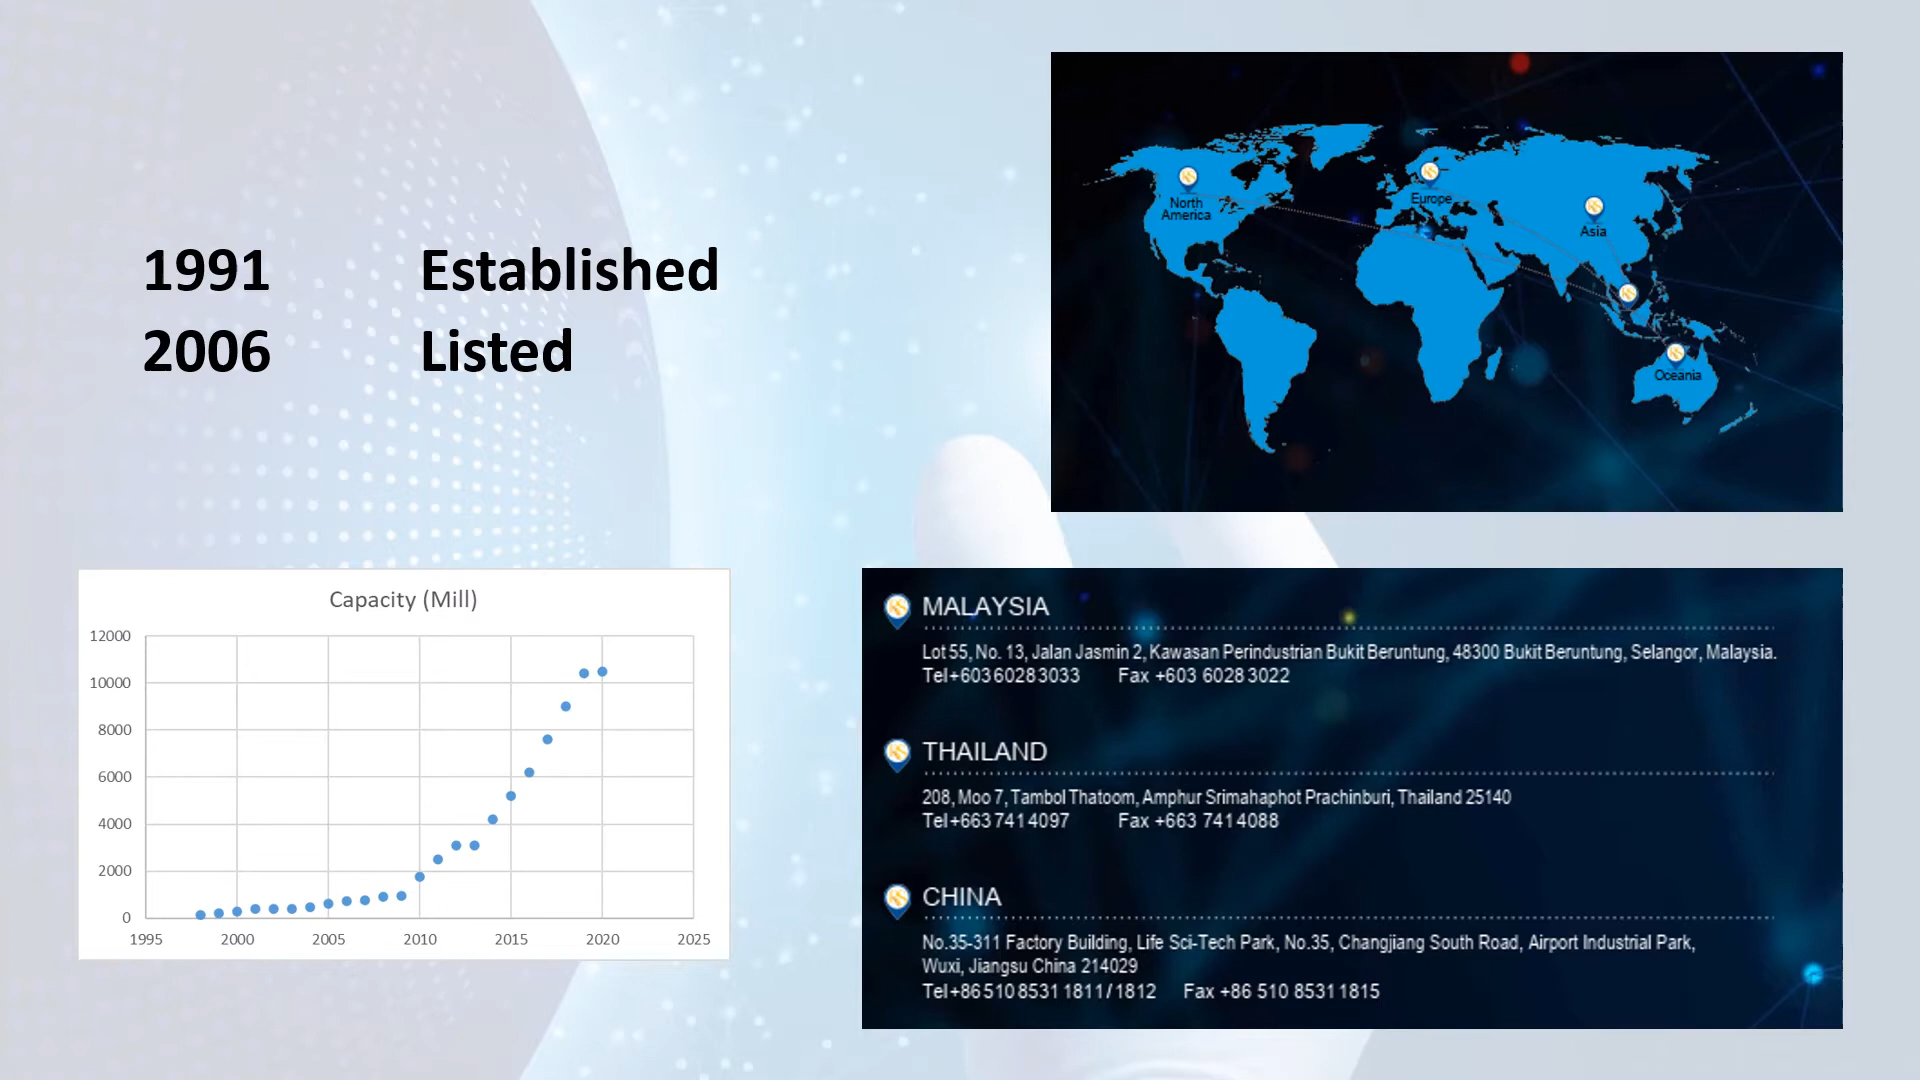 1991 Established
2006 Listed
North
America
Europe
Asia
Oceania
Capacity (Mill)
12000
10000
8000
6000
4000
2000
0
1995 2000 2005 2010 2015 2020 2025
MALAYSIA
Lot 55, No. 13, Jalan Jasmin 2, Kawasan Perindustrian Bukit Beruntung, 48300 Bukit Beruntung, Selangor, Malaysia.
Tel +603 6028 3033 Fax +603 6028 3022
THAILAND
208, Moo 7, Tambol Thatoom, Amphur Srimahaphot Prachinburi, Thailand 25140
Tel +663 741 4097 Fax +663 741 4088
CHINA
No.35-311 Factory Building, Life Sci-Tech Park, No.35, Changjiang South Road, Airport Industrial Park,
Wuxi, Jiangsu China 214029
Tel +86 510 8531 1811 / 1812 Fax +86 510 8531 1815